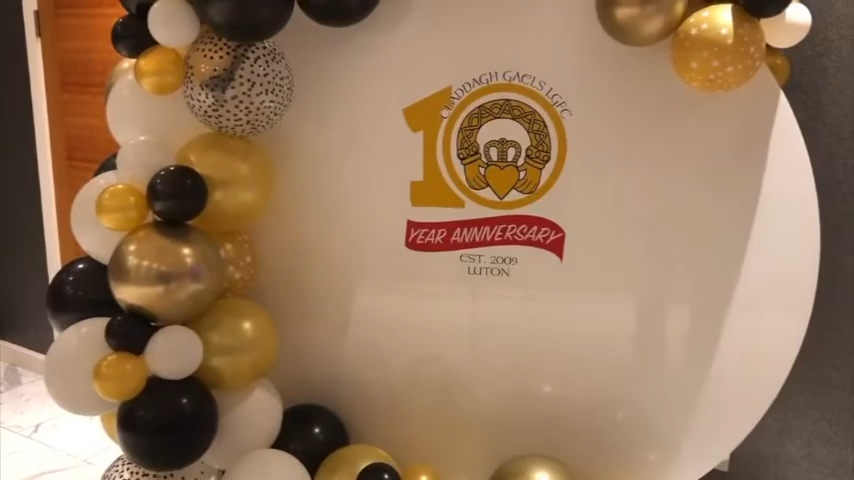 CLADDAGH GAELS LGFC
10
YEAR ANNIVERSARY
EST. 2009
LUTON